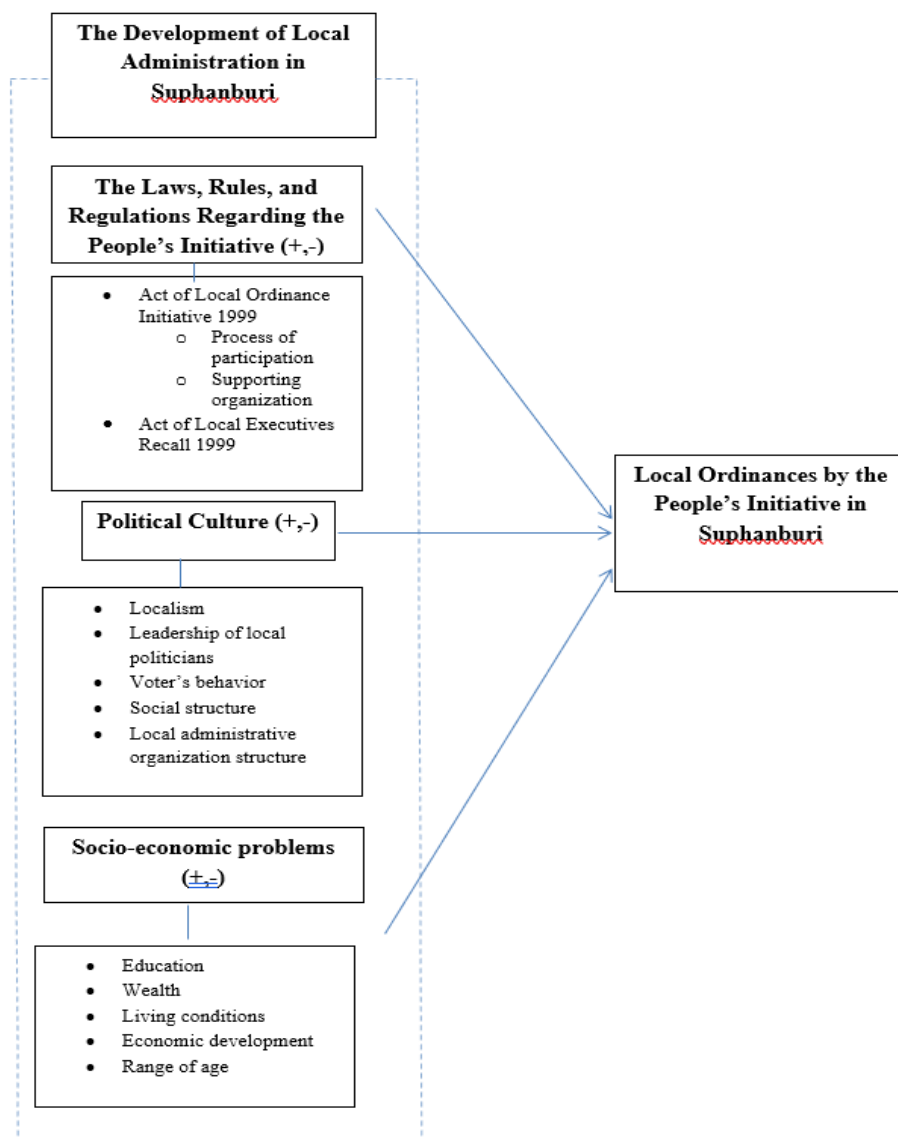 The Development of Local
Administration in
Suphanburi
The Laws, Rules, and
Regulations Regarding the
People's Initiative (+,-)
• Act of Local Ordinance
Initiative 1999
o Process of
participation
o Supporting
organization
• Act of Local Executives
Recall 1999
Political Culture (+,-)
• Localism
• Leadership of local
politicians
• Voter's behavior
• Social structure
• Local administrative
organization structure
Socio-economic problems
(+,-)
• Education
• Wealth
• Living conditions
• Economic development
• Range of age
Local Ordinances by the
People's Initiative in
Suphanburi